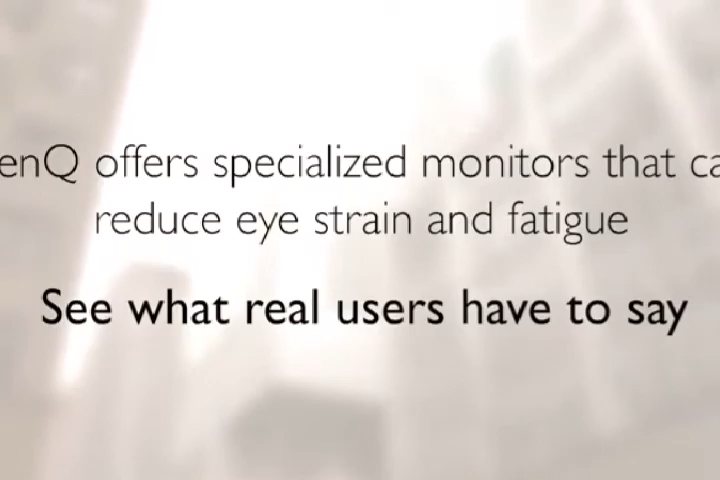 enQ offers specialized monitors that ca
reduce eye strain and fatigue
See what real users have to say